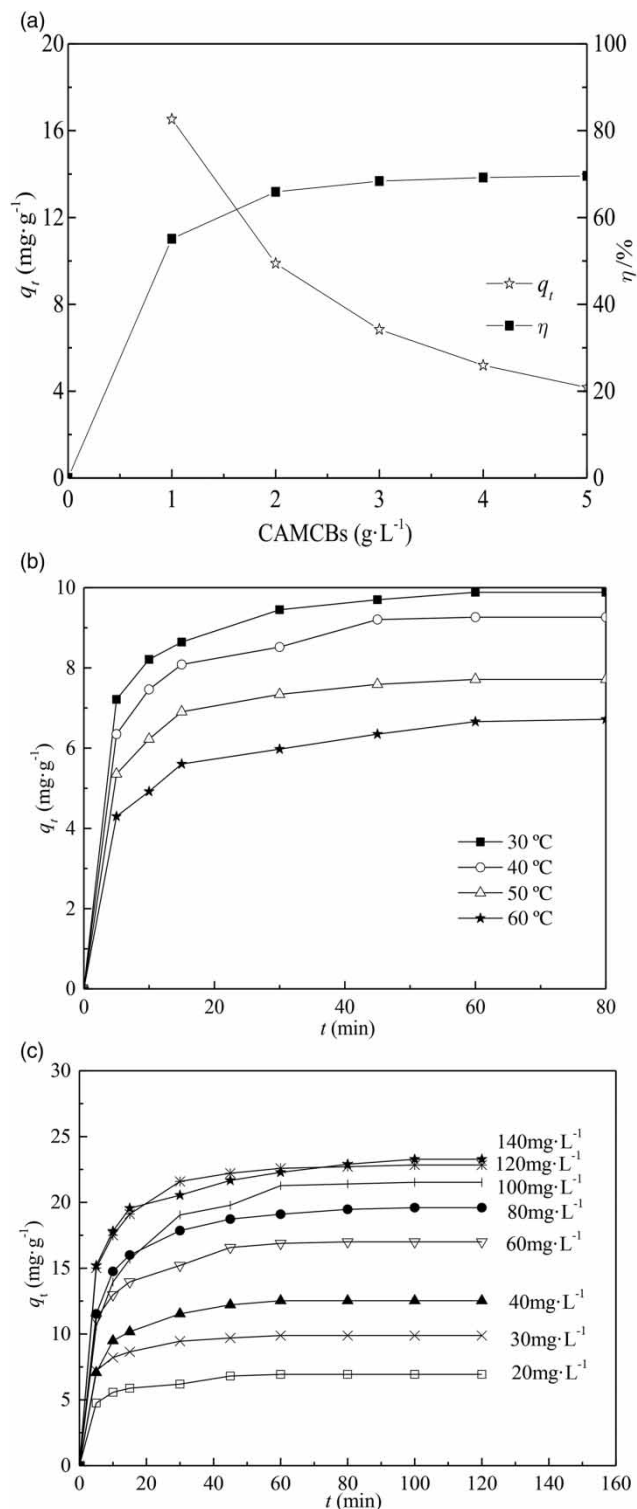 (a)
20
100
16
80
12
60
8
40
4
20
0
0
qₜ (mg·g⁻¹)
η/%
qₜ
η
0 1 2 3 4 5
CAMCBs (g·L⁻¹)
(b)
10
8
6
4
2
0
qₜ (mg·g⁻¹)
30 ºC
40 ºC
50 ºC
60 ºC
0 20 40 60 80
t (min)
(c)
30
25
20
15
10
5
0
qₜ (mg·g⁻¹)
140mg·L⁻¹
120mg·L⁻¹
100mg·L⁻¹
80mg·L⁻¹
60mg·L⁻¹
40mg·L⁻¹
30mg·L⁻¹
20mg·L⁻¹
0 20 40 60 80 100 120 140 160
t (min)